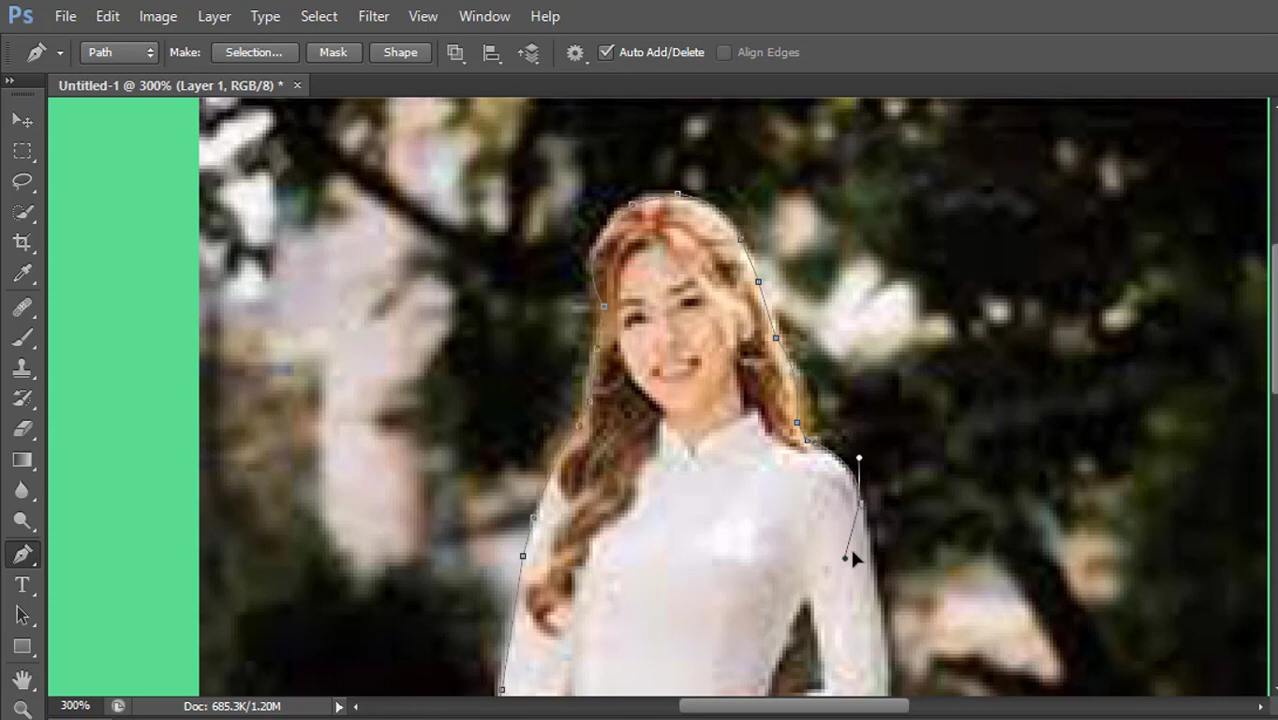 Ps File Edit Image Layer Type Select Filter View Window Help
Path Make: Selection... Mask Shape Auto Add/Delete Align Edges
Untitled-1 @ 300% (Layer 1, RGB/8) * ×
T
300% Doc: 685.3K/1.20M